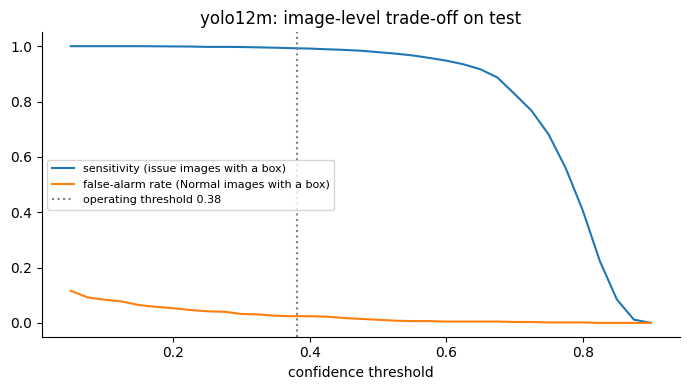 yolo12m: image-level trade-off on test
1.0
0.8
0.6
0.4
0.2
0.0
sensitivity (issue images with a box)
false-alarm rate (Normal images with a box)
operating threshold 0.38
0.2 0.4 0.6 0.8
confidence threshold